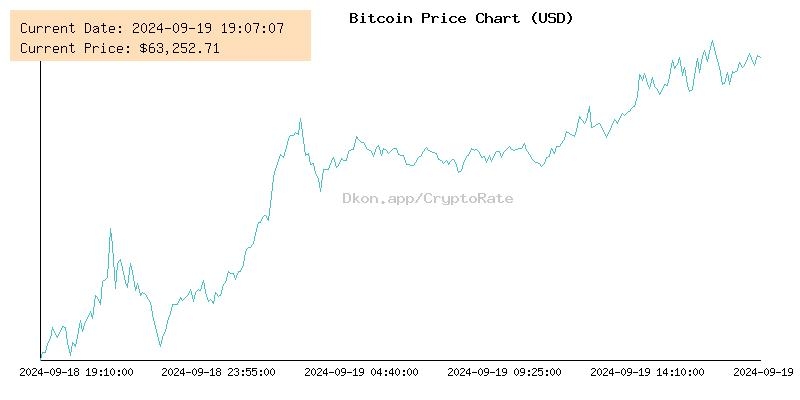 Bitcoin Price Chart (USD)
Current Date: 2024-09-19 19:07:07
Current Price: $63,252.71
Dkon.app/CryptoRate
2024-09-18 19:10:00 2024-09-18 23:55:00 2024-09-19 04:40:00 2024-09-19 09:25:00 2024-09-19 14:10:00 2024-09-19